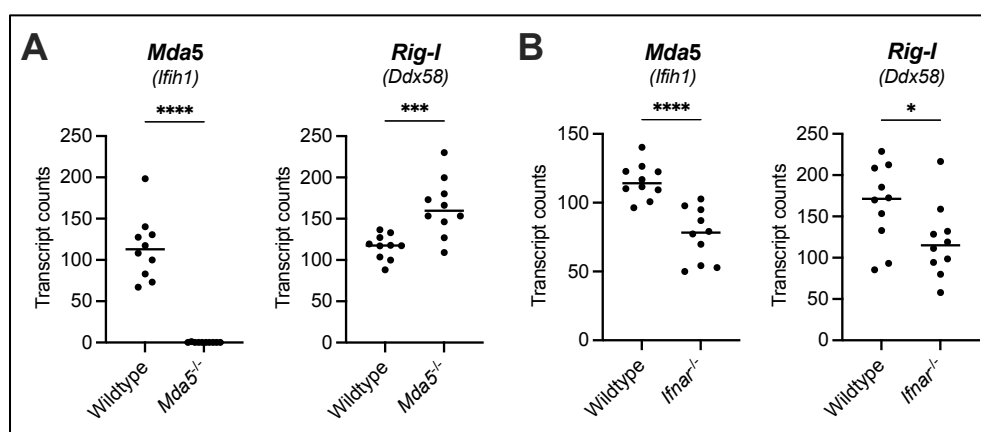 A
Mda5
(Ifih1)
****
Transcript counts
250
200
150
100
50
0
Wildtype
Mda5-/-
Rig-I
(Ddx58)
***
Transcript counts
250
200
150
100
50
0
Wildtype
Mda5-/-
B
Mda5
(Ifih1)
****
Transcript counts
150
100
50
0
Wildtype
Ifnar-/-
Rig-I
(Ddx58)
*
Transcript counts
250
200
150
100
50
0
Wildtype
Ifnar-/-